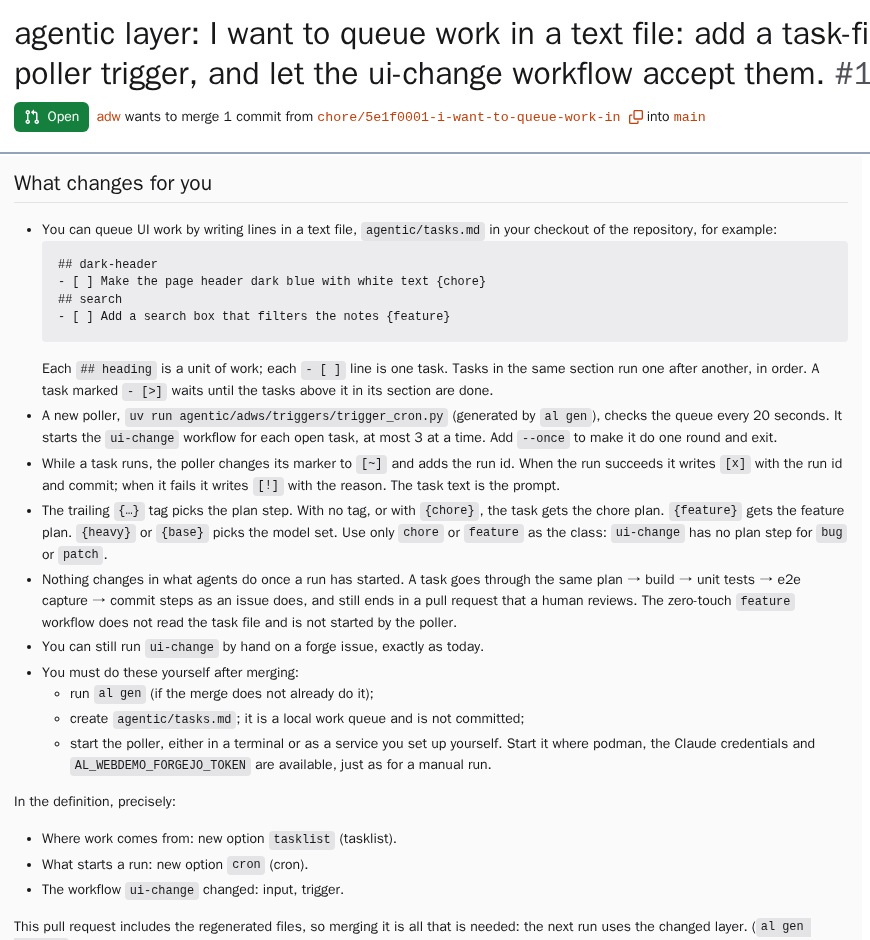 agentic layer: I want to queue work in a text file: add a task-fi
poller trigger, and let the ui-change workflow accept them. #1
Open adw wants to merge 1 commit from chore/5e1f0001-i-want-to-queue-work-in into main
What changes for you
• You can queue UI work by writing lines in a text file, agentic/tasks.md in your checkout of the repository, for example:
## dark-header
- [ ] Make the page header dark blue with white text {chore}
## search
- [ ] Add a search box that filters the notes {feature}
Each ## heading is a unit of work; each - [ ] line is one task. Tasks in the same section run one after another, in order. A
task marked - [>] waits until the tasks above it in its section are done.
• A new poller, uv run agentic/adws/triggers/trigger_cron.py (generated by al gen), checks the queue every 20 seconds. It
starts the ui-change workflow for each open task, at most 3 at a time. Add --once to make it do one round and exit.
• While a task runs, the poller changes its marker to [~] and adds the run id. When the run succeeds it writes [x] with the run id
and commit; when it fails it writes [!] with the reason. The task text is the prompt.
• The trailing {…} tag picks the plan step. With no tag, or with {chore}, the task gets the chore plan. {feature} gets the feature
plan. {heavy} or {base} picks the model set. Use only chore or feature as the class: ui-change has no plan step for bug
or patch.
• Nothing changes in what agents do once a run has started. A task goes through the same plan → build → unit tests → e2e
capture → commit steps as an issue does, and still ends in a pull request that a human reviews. The zero-touch feature
workflow does not read the task file and is not started by the poller.
• You can still run ui-change by hand on a forge issue, exactly as today.
• You must do these yourself after merging:
◦ run al gen (if the merge does not already do it);
◦ create agentic/tasks.md; it is a local work queue and is not committed;
◦ start the poller, either in a terminal or as a service you set up yourself. Start it where podman, the Claude credentials and
AL_WEBDEMO_FORGEJO_TOKEN are available, just as for a manual run.
In the definition, precisely:
• Where work comes from: new option tasklist (tasklist).
• What starts a run: new option cron (cron).
• The workflow ui-change changed: input, trigger.
This pull request includes the regenerated files, so merging it is all that is needed: the next run uses the changed layer. (al gen